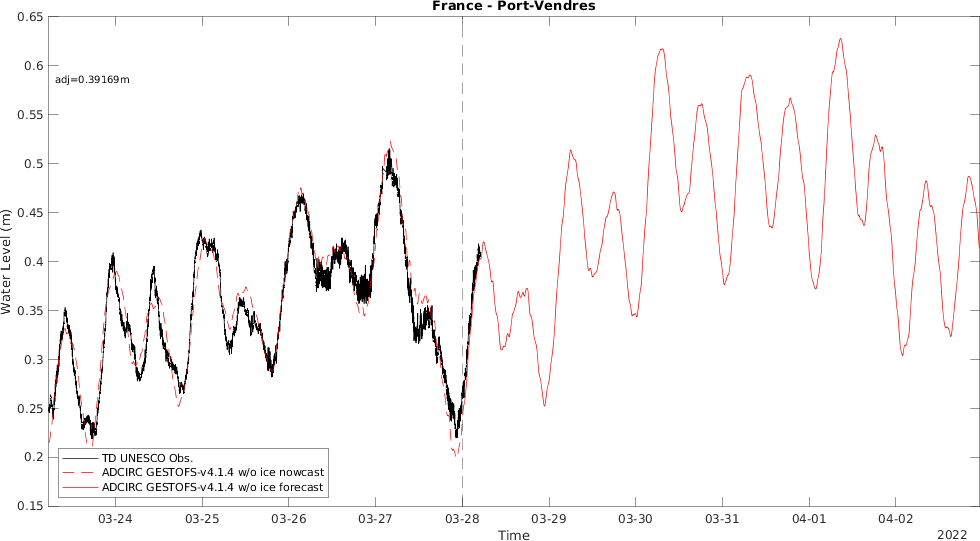 France - Port-Vendres
0.65
0.6
0.55
0.5
0.45
0.4
0.35
0.3
0.25
0.2
0.15
Water Level (m)
adj=0.39169m
TD UNESCO Obs.
ADCIRC GESTOFS-v4.1.4 w/o ice nowcast
ADCIRC GESTOFS-v4.1.4 w/o ice forecast
03-24 03-25 03-26 03-27 03-28 03-29 03-30 03-31 04-01 04-02
Time
2022